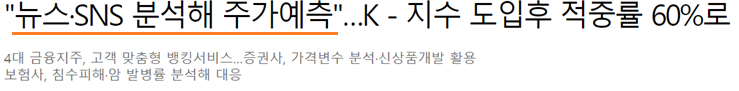 "뉴스·SNS 분석해 주가예측"...K - 지수 도입후 적중률 60%로
4대 금융지주, 고객 맞춤형 뱅킹서비스...증권사, 가격변수 분석·신상품개발 활용
보험사, 침수피해·암 발병률 분석해 대응